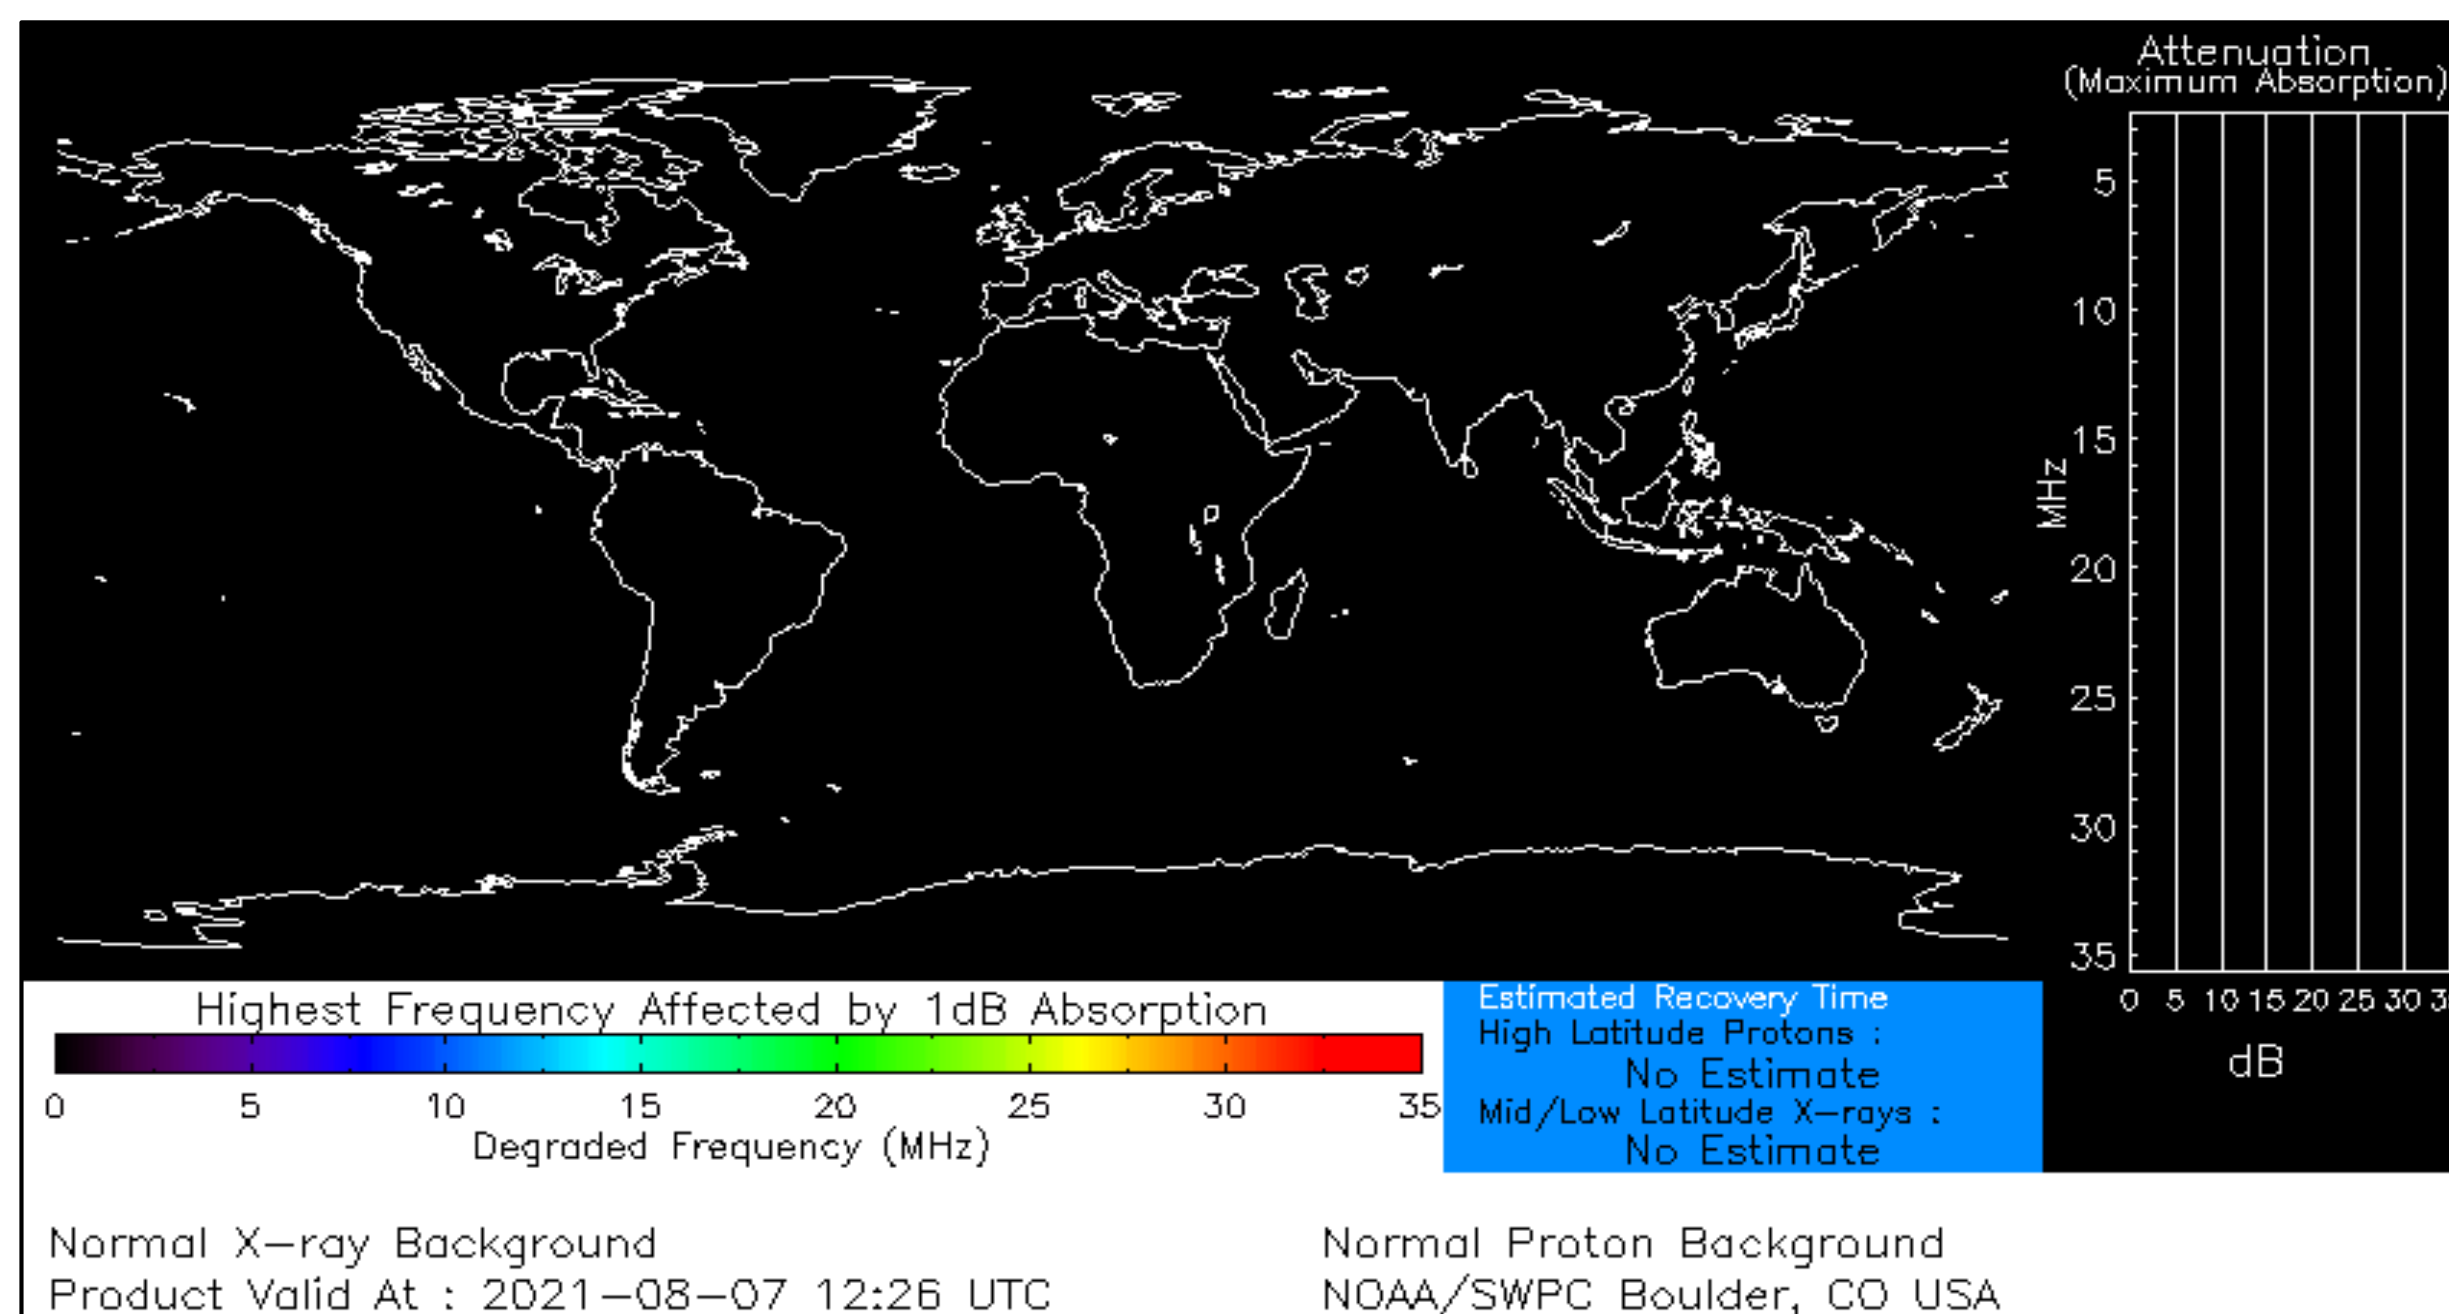 Attenuation
(Maximum Absorption)
5
10
15
20
25
30
35
MHz
0 5 10 15 20 25 30
dB
Highest Frequency Affected by 1dB Absorption
0 5 10 15 20 25 30 35
Degraded Frequency (MHz)
Estimated Recovery Time
High Latitude Protons :
No Estimate
Mid/Low Latitude X-rays :
No Estimate
Normal X-ray Background
Normal Proton Background
Product Valid At : 2021-08-07 12:26 UTC
NOAA/SWPC Boulder, CO USA